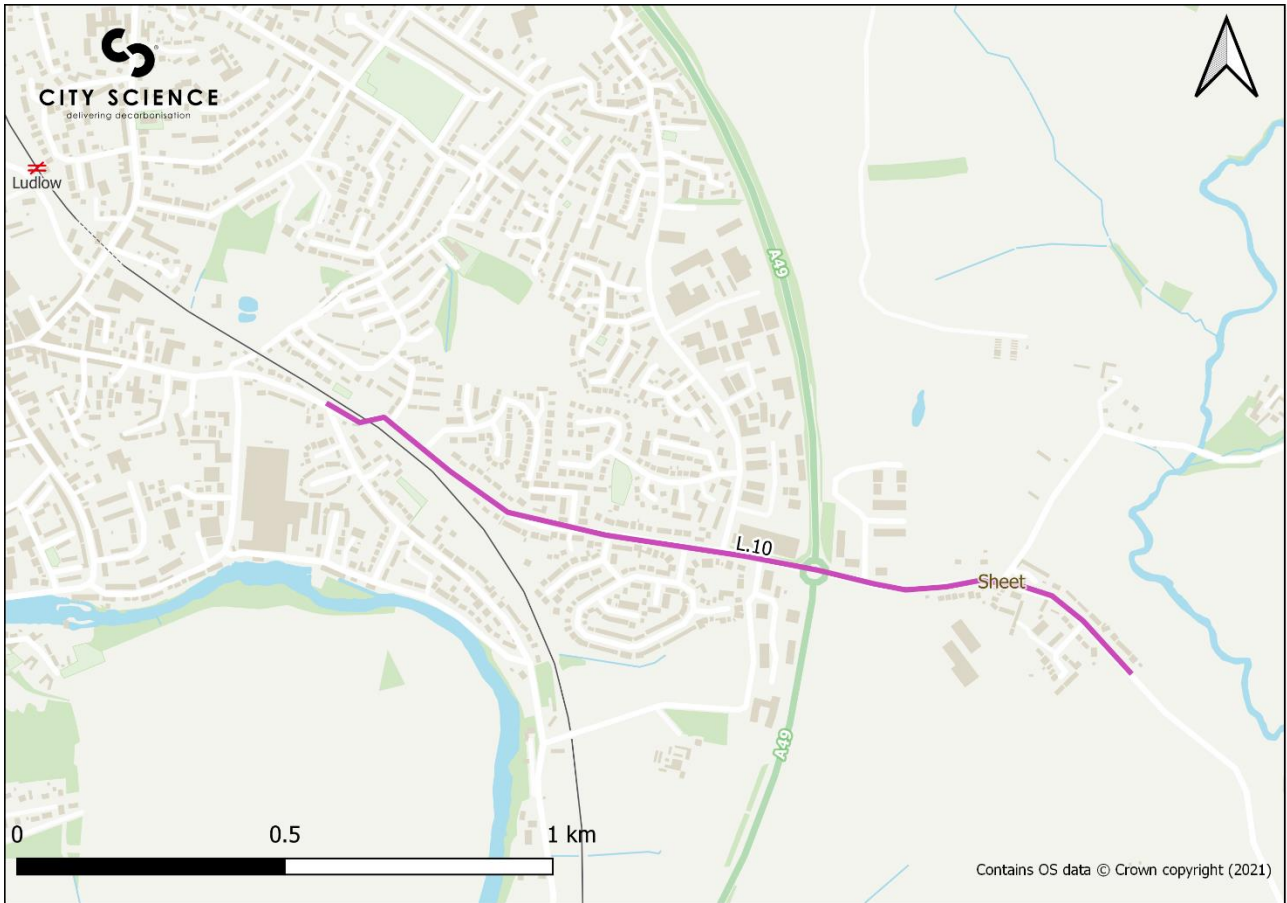 CITY SCIENCE
delivering decarbonisation
Ludlow
A49
L.10
Sheet
A49
0 0.5 1 km
Contains OS data © Crown copyright (2021)